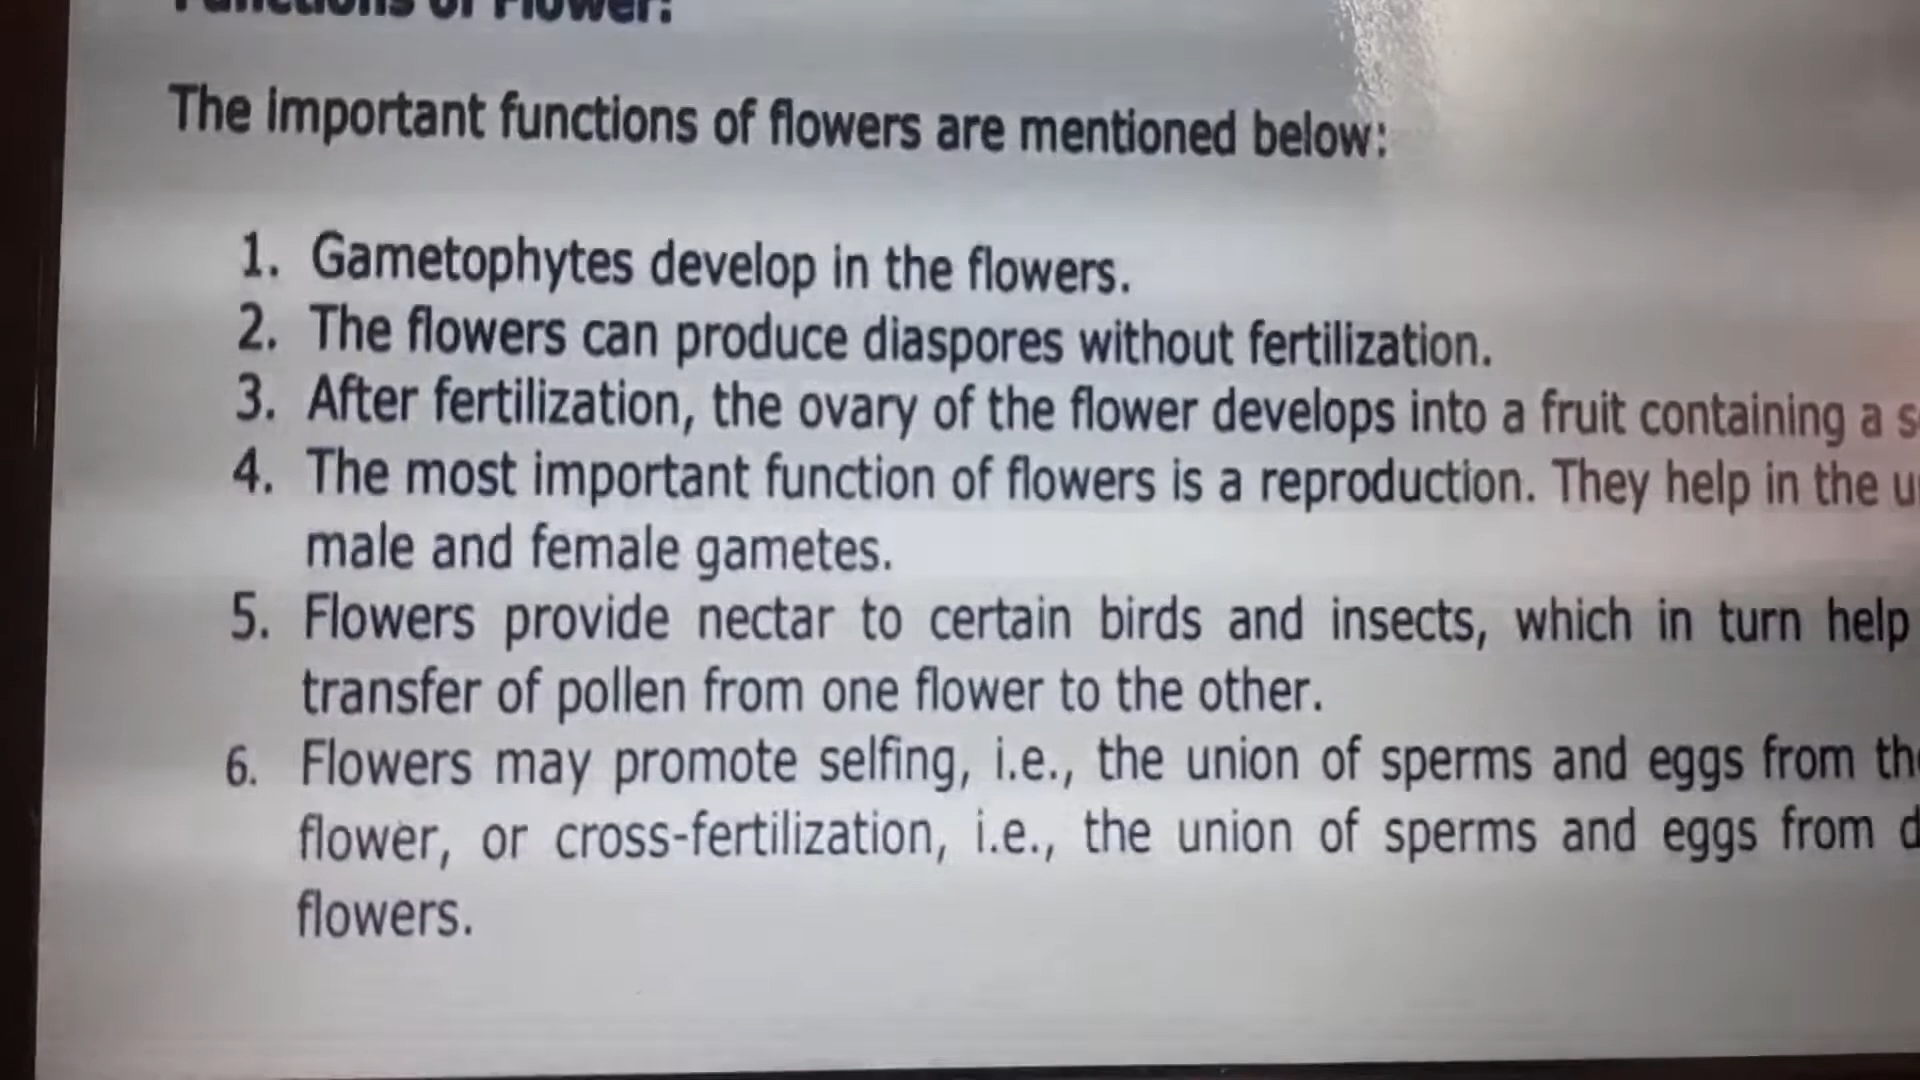 Functions of Flower:
The important functions of flowers are mentioned below:
1. Gametophytes develop in the flowers.
2. The flowers can produce diaspores without fertilization.
3. After fertilization, the ovary of the flower develops into a fruit containing a
4. The most important function of flowers is a reproduction. They help in the
male and female gametes.
5. Flowers provide nectar to certain birds and insects, which in turn help
transfer of pollen from one flower to the other.
6. Flowers may promote selfing, i.e., the union of sperms and eggs from
flower, or cross-fertilization, i.e., the union of sperms and eggs from
flowers.